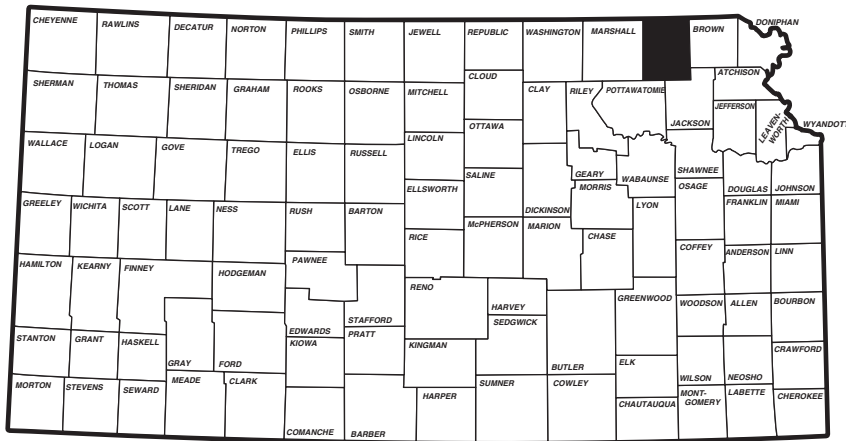 CHEYENNE
RAWLINS
DECATUR
NORTON
PHILLIPS
SMITH
JEWELL
REPUBLIC
WASHINGTON
MARSHALL
BROWN
DONIPHAN
SHERMAN
THOMAS
SHERIDAN
GRAHAM
ROOKS
OSBORNE
MITCHELL
CLOUD
CLAY
RILEY
POTTAWATOMIE
JACKSON
ATCHISON
JEFFERSON
LEAVEN-
WORTH
WYANDOTT
WALLACE
LOGAN
GOVE
TREGO
ELLIS
RUSSELL
LINCOLN
OTTAWA
ELLSWORTH
SALINE
DICKINSON
GEARY
MORRIS
WABAUNSE
SHAWNEE
OSAGE
DOUGLAS
JOHNSON
GREELEY
WICHITA
SCOTT
LANE
NESS
RUSH
BARTON
RICE
McPHERSON
MARION
CHASE
LYON
COFFEY
FRANKLIN
MIAMI
ANDERSON
LINN
HAMILTON
KEARNY
FINNEY
HODGEMAN
PAWNEE
EDWARDS
STAFFORD
RENO
HARVEY
SEDGWICK
BUTLER
GREENWOOD
WOODSON
ALLEN
BOURBON
STANTON
GRANT
HASKELL
GRAY
FORD
KIOWA
PRATT
KINGMAN
ELK
WILSON
NEOSHO
CRAWFORD
MORTON
STEVENS
SEWARD
MEADE
CLARK
COMANCHE
BARBER
HARPER
SUMNER
COWLEY
CHAUTAUQUA
MONT-
GOMERY
LABETTE
CHEROKEE